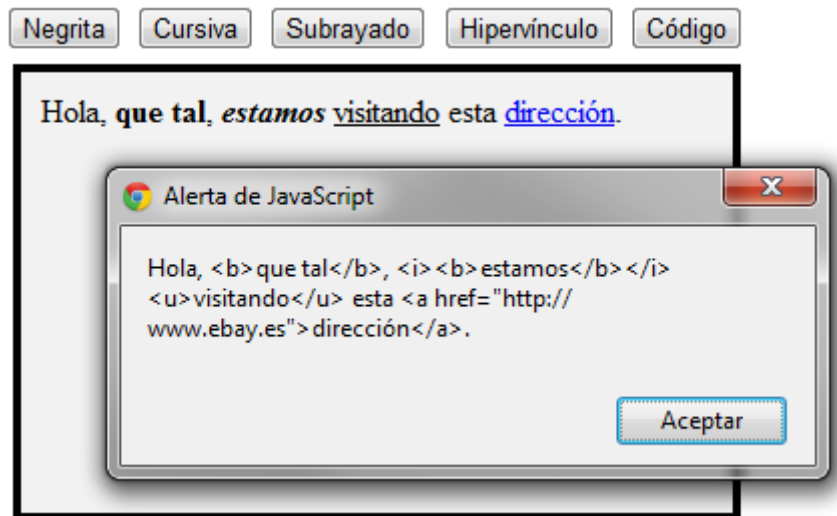 Negrita Cursiva Subrayado Hipervínculo Código
Hola, que tal, estamos visitando esta dirección.
Alerta de JavaScript
Hola, <b>que tal</b>, <i><b>estamos</b></i>
<u>visitando</u> esta <a href="http://
www.ebay.es">dirección</a>.
Aceptar